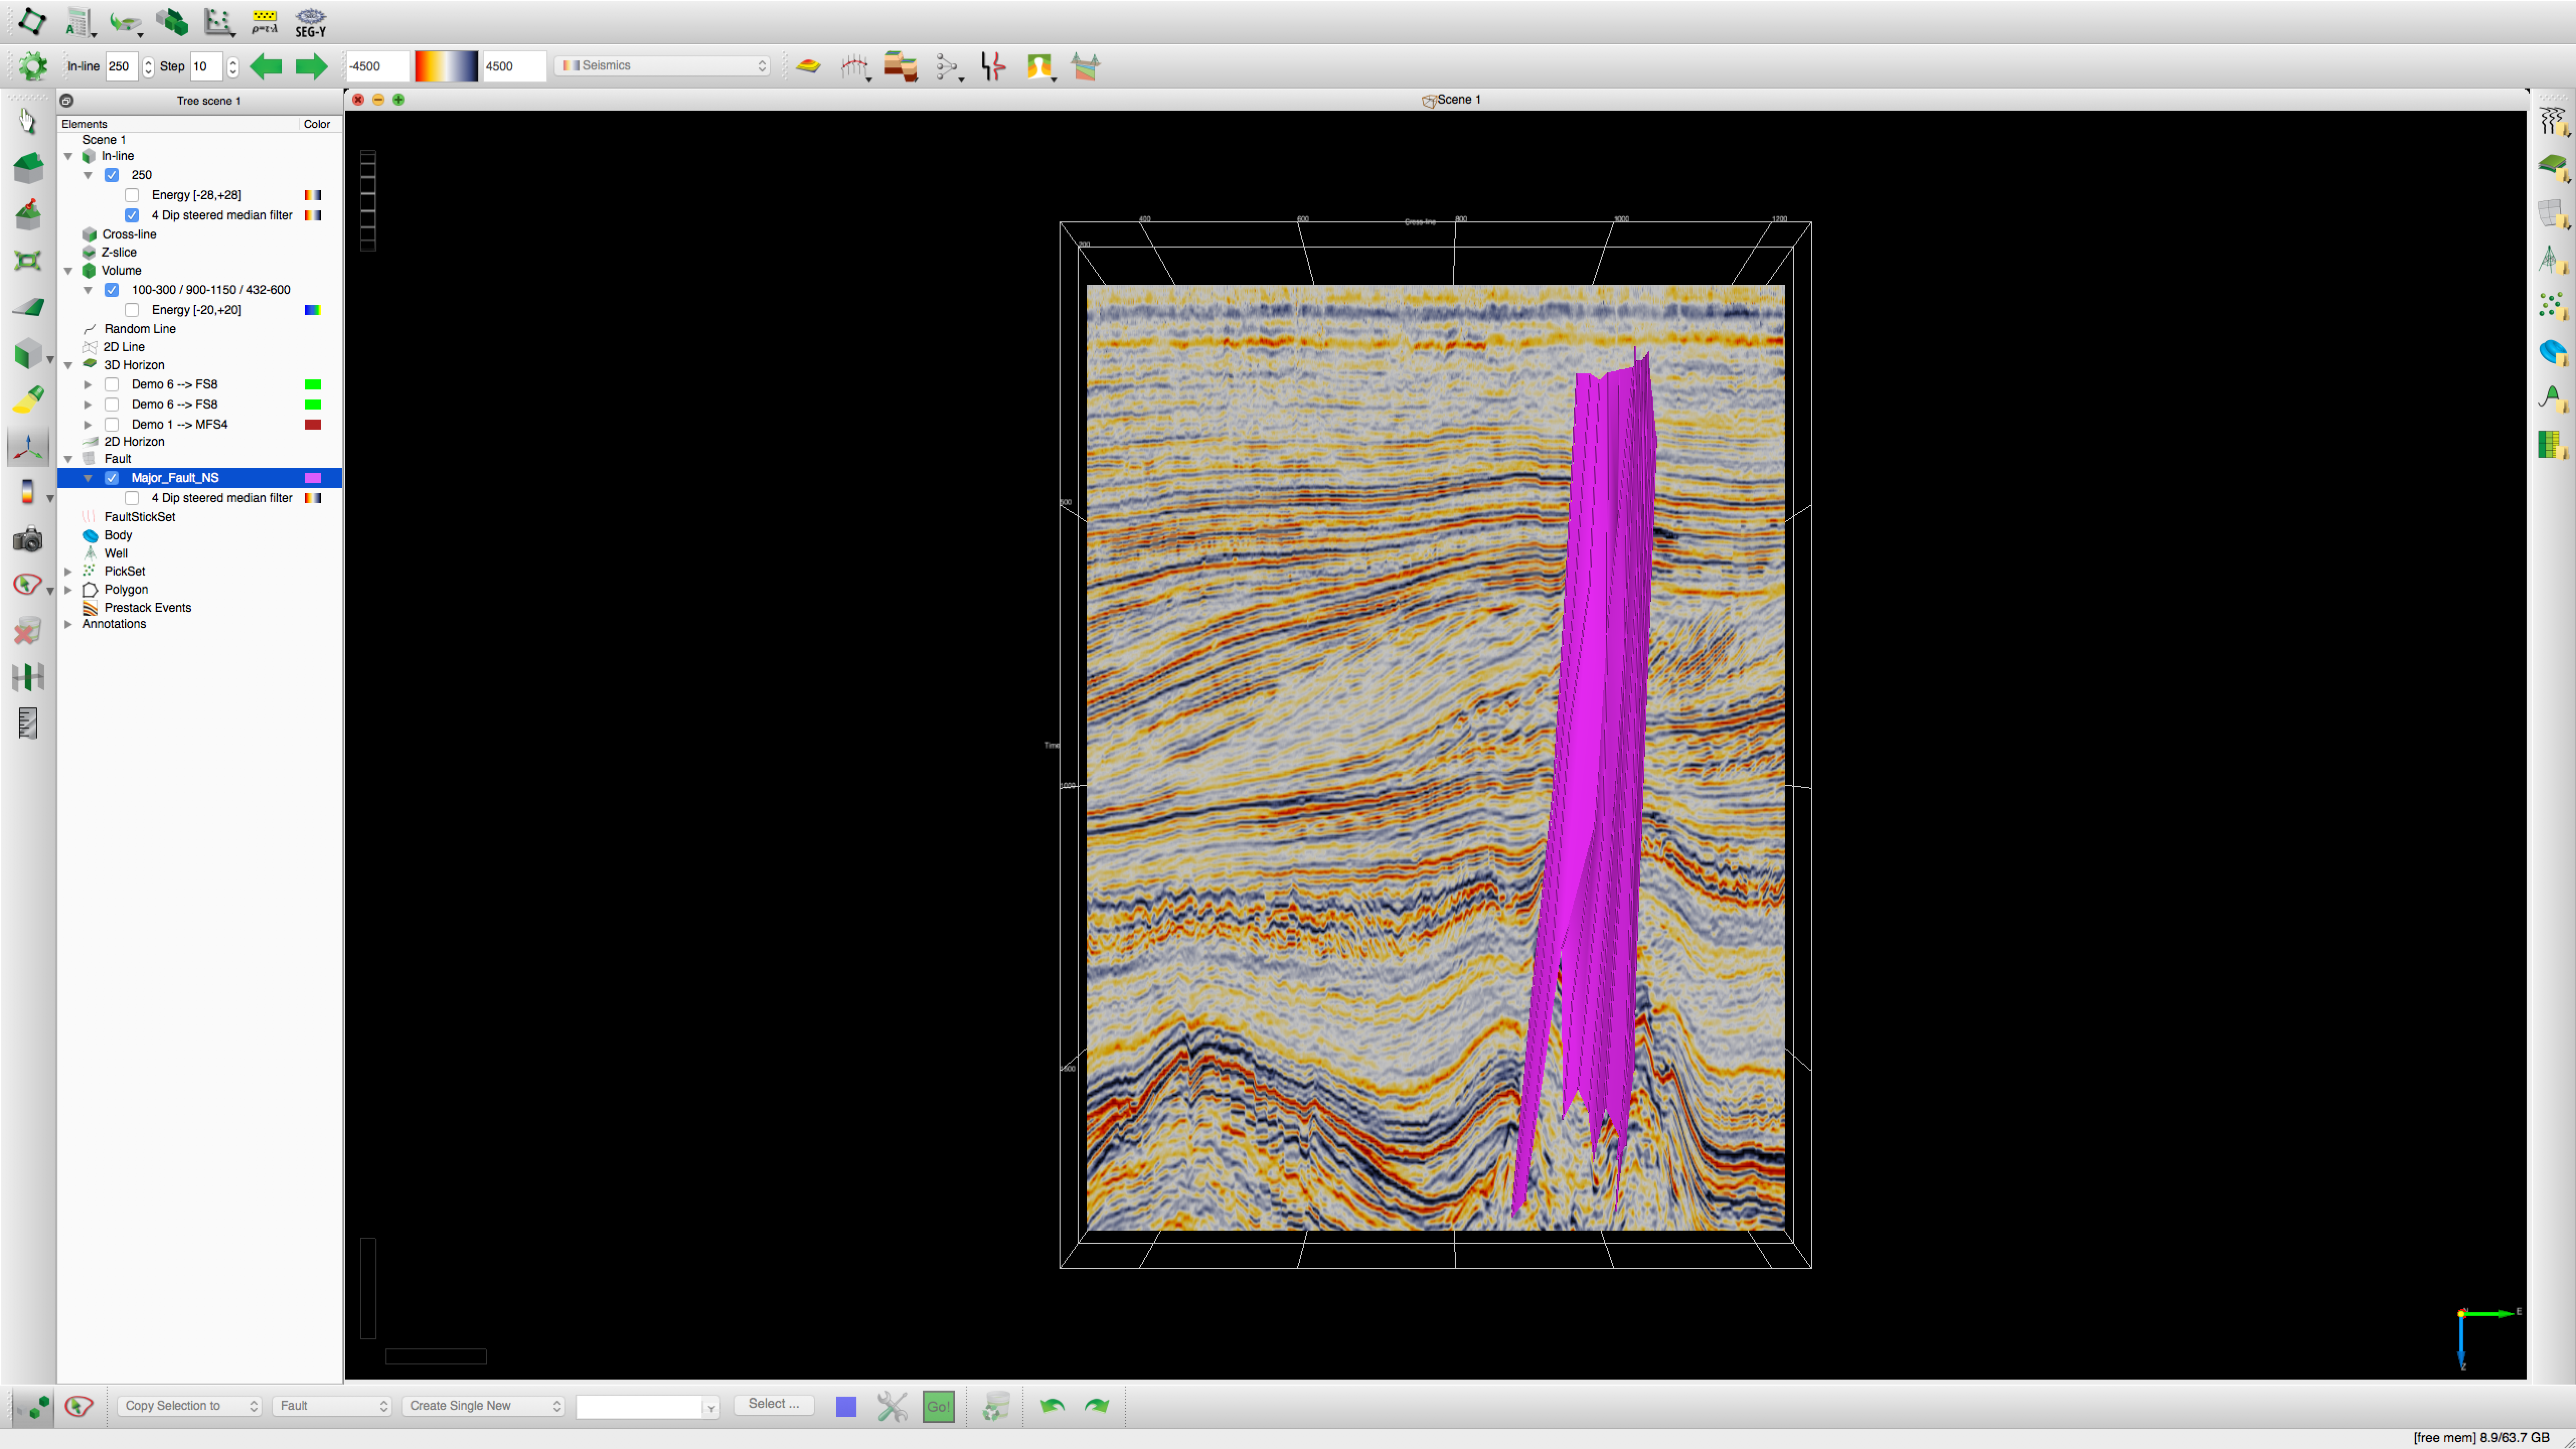 A
ρ=τ·λ
SEG-Y
In-line 250 Step 10 -4500 4500 Seismics
Tree scene 1
Scene 1
Elements Color
Scene 1
In-line
250
Energy [-28,+28]
4 Dip steered median filter
Cross-line
Z-slice
Volume
100-300 / 900-1150 / 432-600
Energy [-20,+20]
Random Line
2D Line
3D Horizon
Demo 6 --> FS8
Demo 6 --> FS8
Demo 1 --> MFS4
2D Horizon
Fault
Major_Fault_NS
4 Dip steered median filter
FaultStickSet
Body
Well
PickSet
Polygon
Prestack Events
Annotations
400 600 Cross-line 800 1000 1200
500
Time
1000
E
Z
Copy Selection to Fault Create Single New Select ... Go!
[free mem] 8.9/63.7 GB